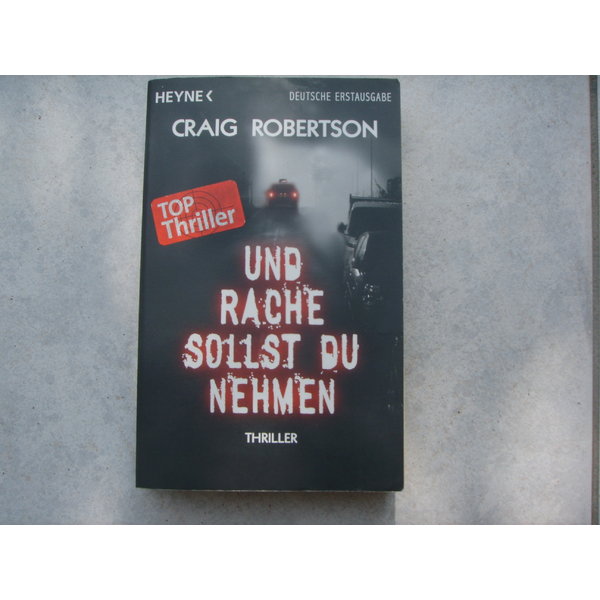 HEYNE<
DEUTSCHE ERSTAUSGABE
CRAIG ROBERTSON
TOP
Thriller
UND
RACHE
SOLLST DU
NEHMEN
THRILLER